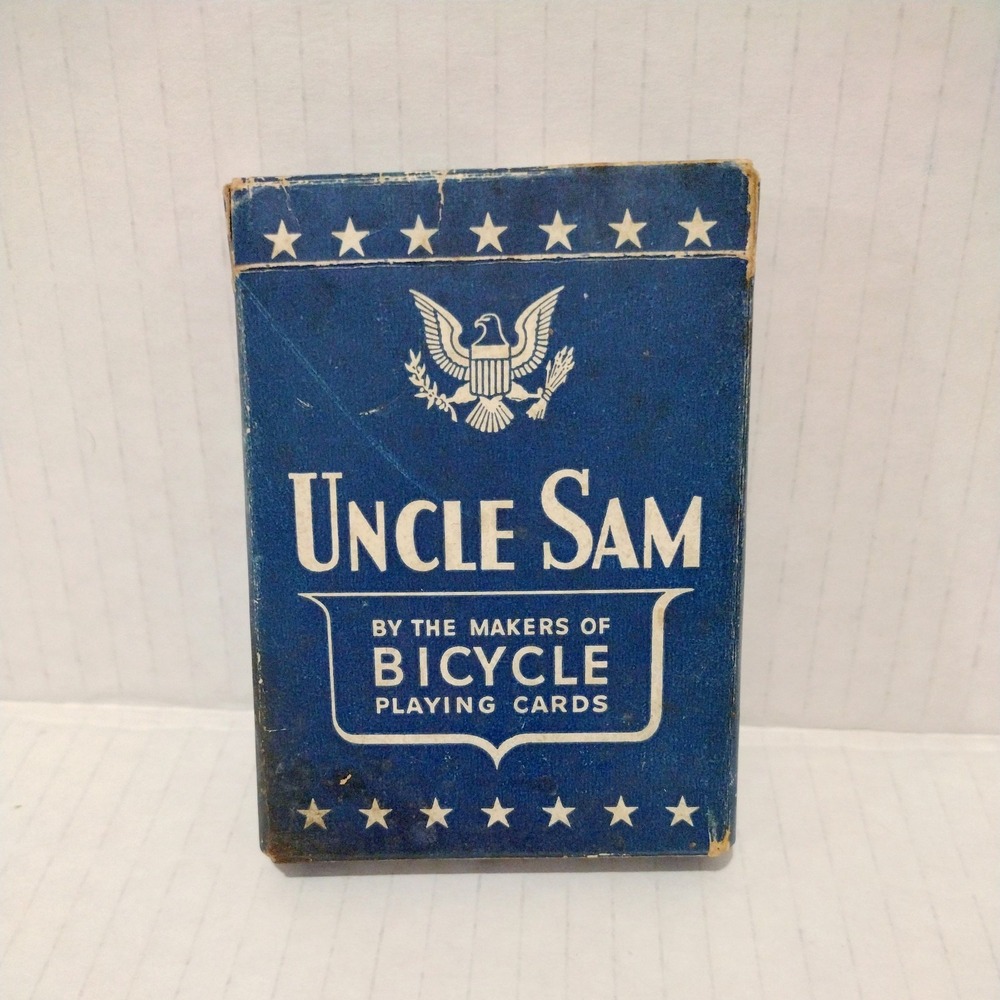 UNCLE SAM
BY THE MAKERS OF
BICYCLE
PLAYING CARDS